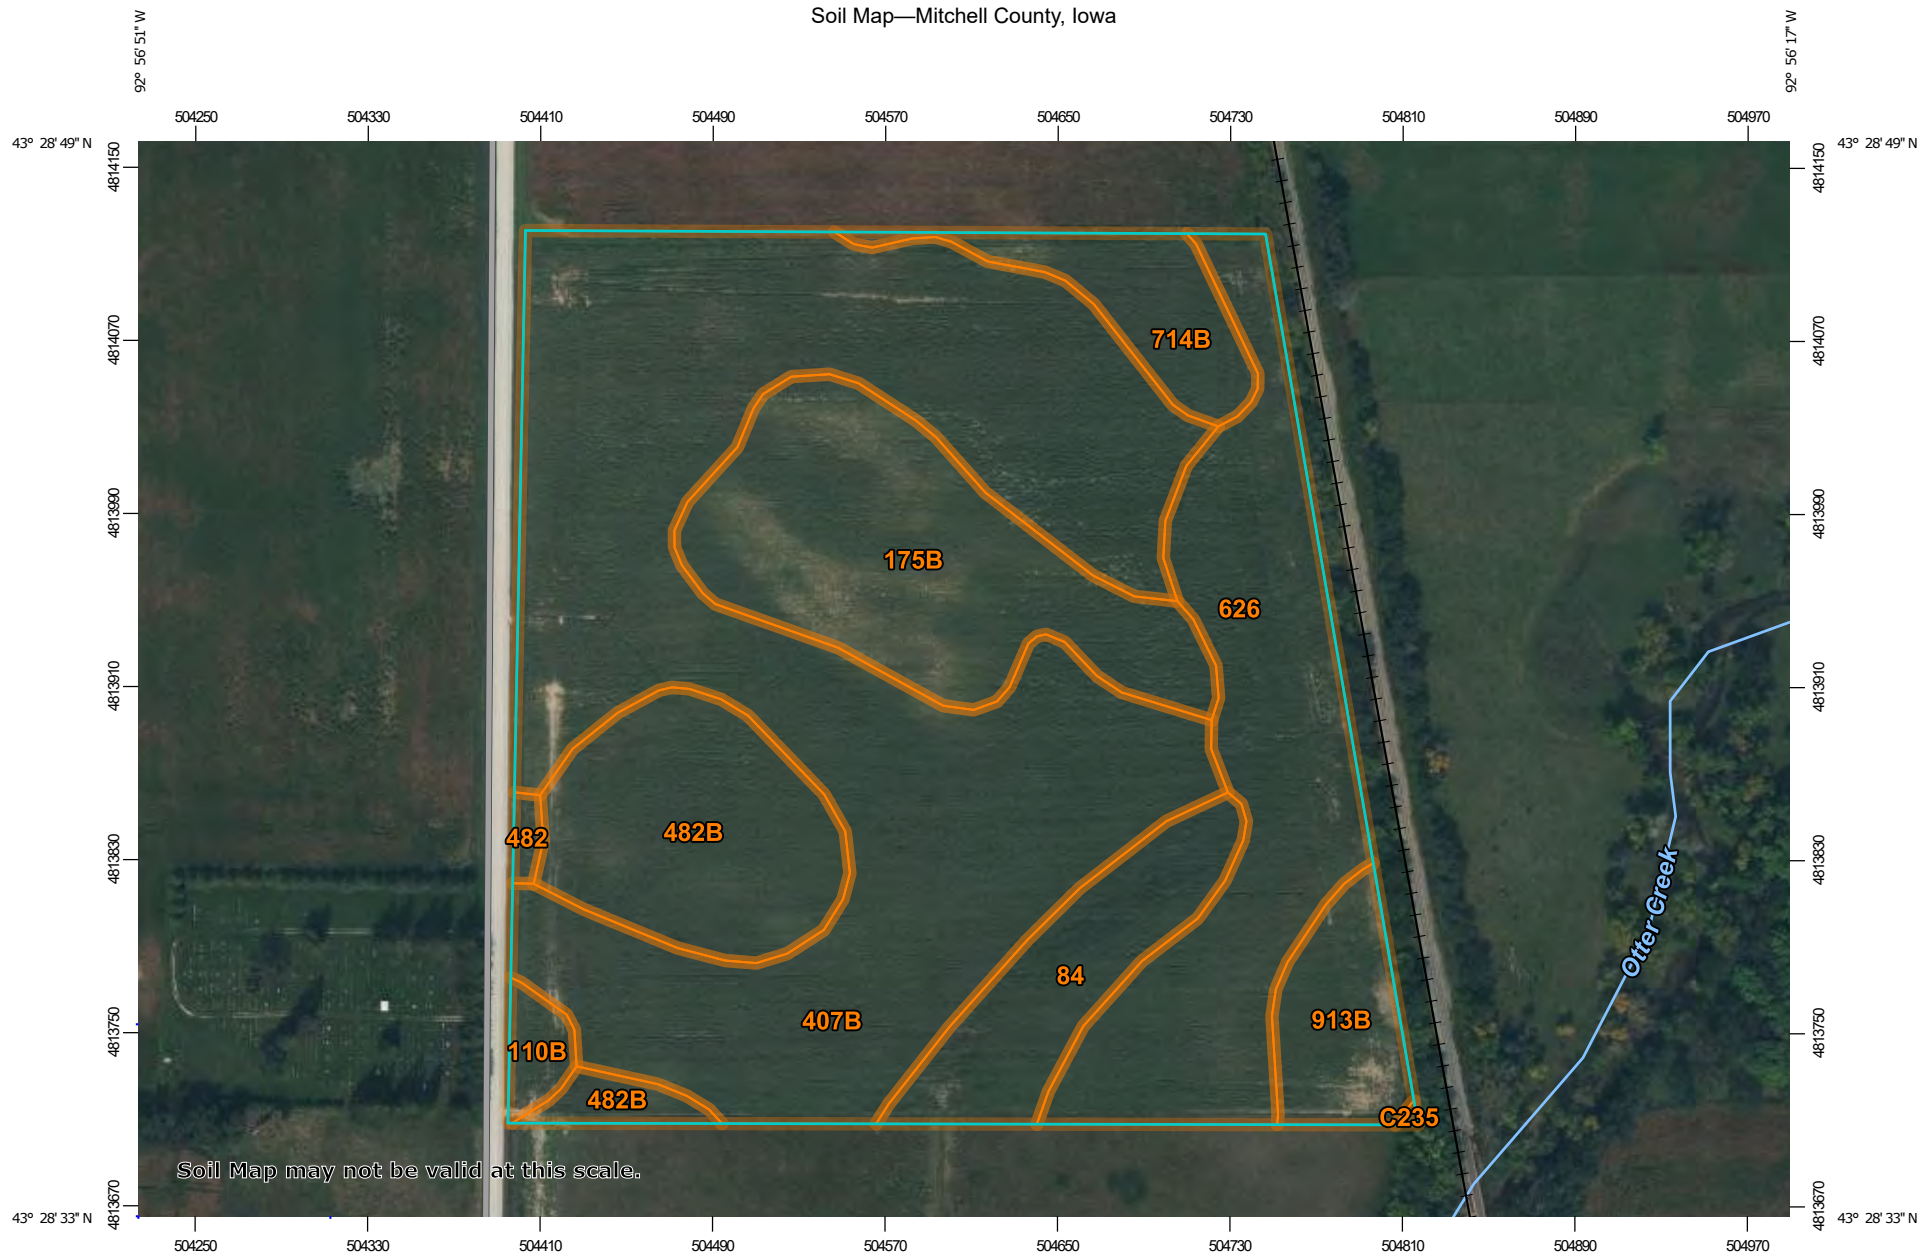 Soil Map—Mitchell County, Iowa
92° 56' 51" W
92° 56' 17" W
504250 504330 504410 504490 504570 504650 504730 504810 504890 504970
43° 28' 49" N
43° 28' 49" N
4814150
4814150
714B
4814070
4814070
4813990
4813990
175B
626
4813910
4813910
482
482B
4813830
4813830
Otter Creek
84
407B
913B
4813750
4813750
110B
482B
C235
Soil Map may not be valid at this scale.
4813670
4813670
43° 28' 33" N
43° 28' 33" N
504250 504330 504410 504490 504570 504650 504730 504810 504890 504970